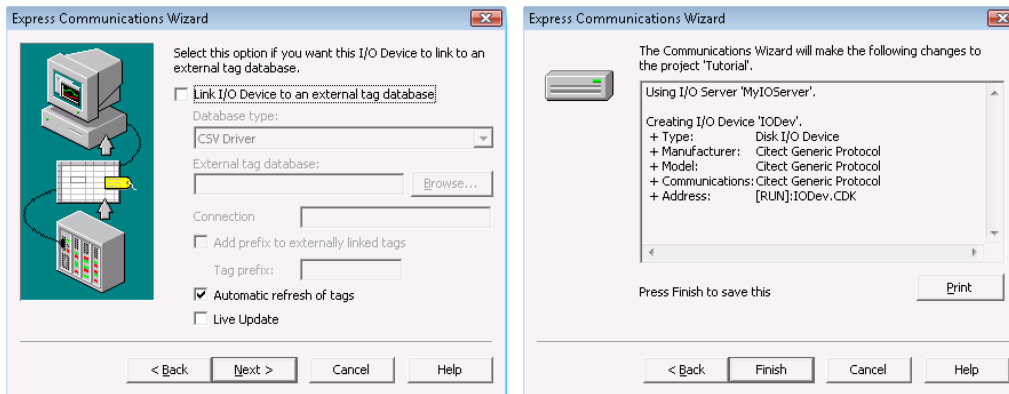 Express Communications Wizard
Select this option if you want this I/O Device to link to an
external tag database.
Link I/O Device to an external tag database
Database type:
CSV Driver
External tag database:
Browse...
Connection
Add prefix to externally linked tags
Tag prefix:
Automatic refresh of tags
Live Update
< Back
Next >
Cancel
Help
Express Communications Wizard
The Communications Wizard will make the following changes to
the project 'Tutorial'.
Using I/O Server 'MyIOServer'.
Creating I/O Device 'IODev'.
+ Type: Disk I/O Device
+ Manufacturer: Citect Generic Protocol
+ Model: Citect Generic Protocol
+ Communications: Citect Generic Protocol
+ Address: [RUN]:IODev.CDK
Press Finish to save this
Print
< Back
Finish
Cancel
Help